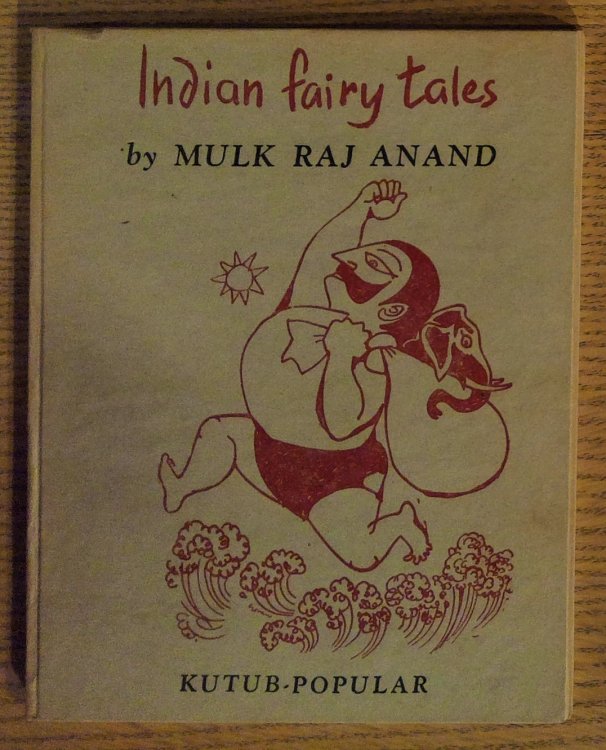 Indian fairy tales
by MULK RAJ ANAND
KUTUB-POPULAR